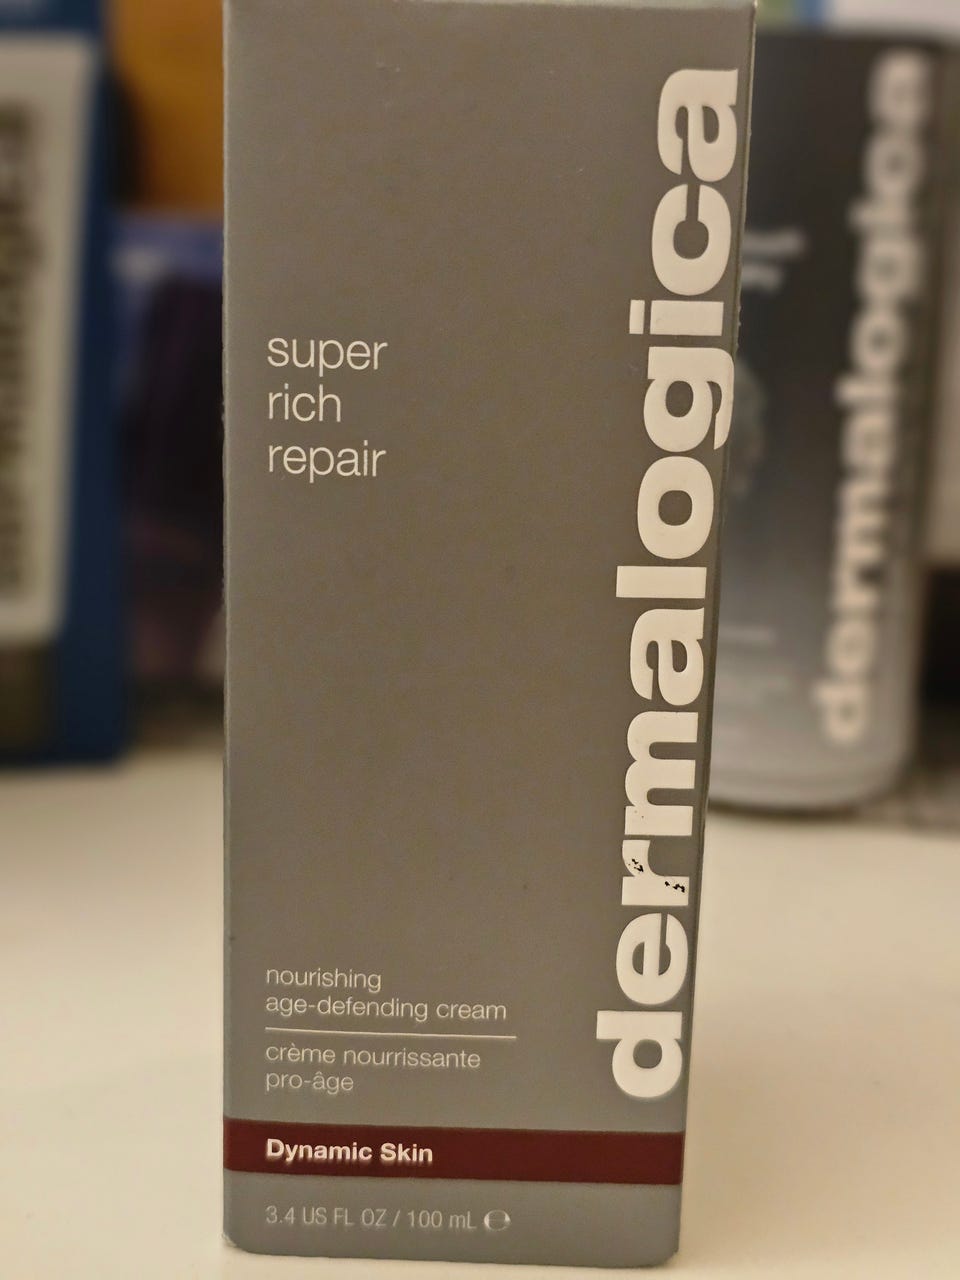 dermalogica
super
rich
repair
nourishing
age-defending cream
crème nourrissante
pro-âge
Dynamic Skin
3.4 US FL OZ / 100 mL ℮
dermalogica